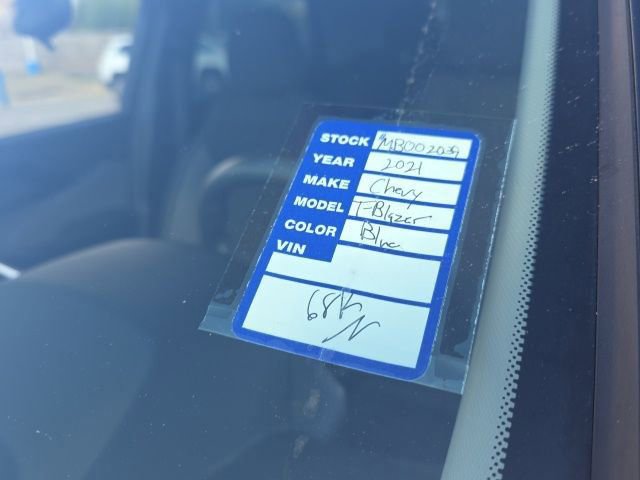 STOCK MB002039
YEAR 2021
MAKE Chevy
MODEL T-Blazer
COLOR Blue
VIN
68K
N